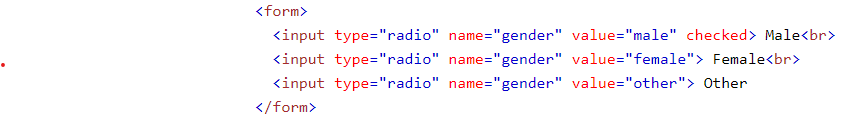 <form>
<input type="radio" name="gender" value="male" checked> Male<br>
<input type="radio" name="gender" value="female"> Female<br>
<input type="radio" name="gender" value="other"> Other
</form>